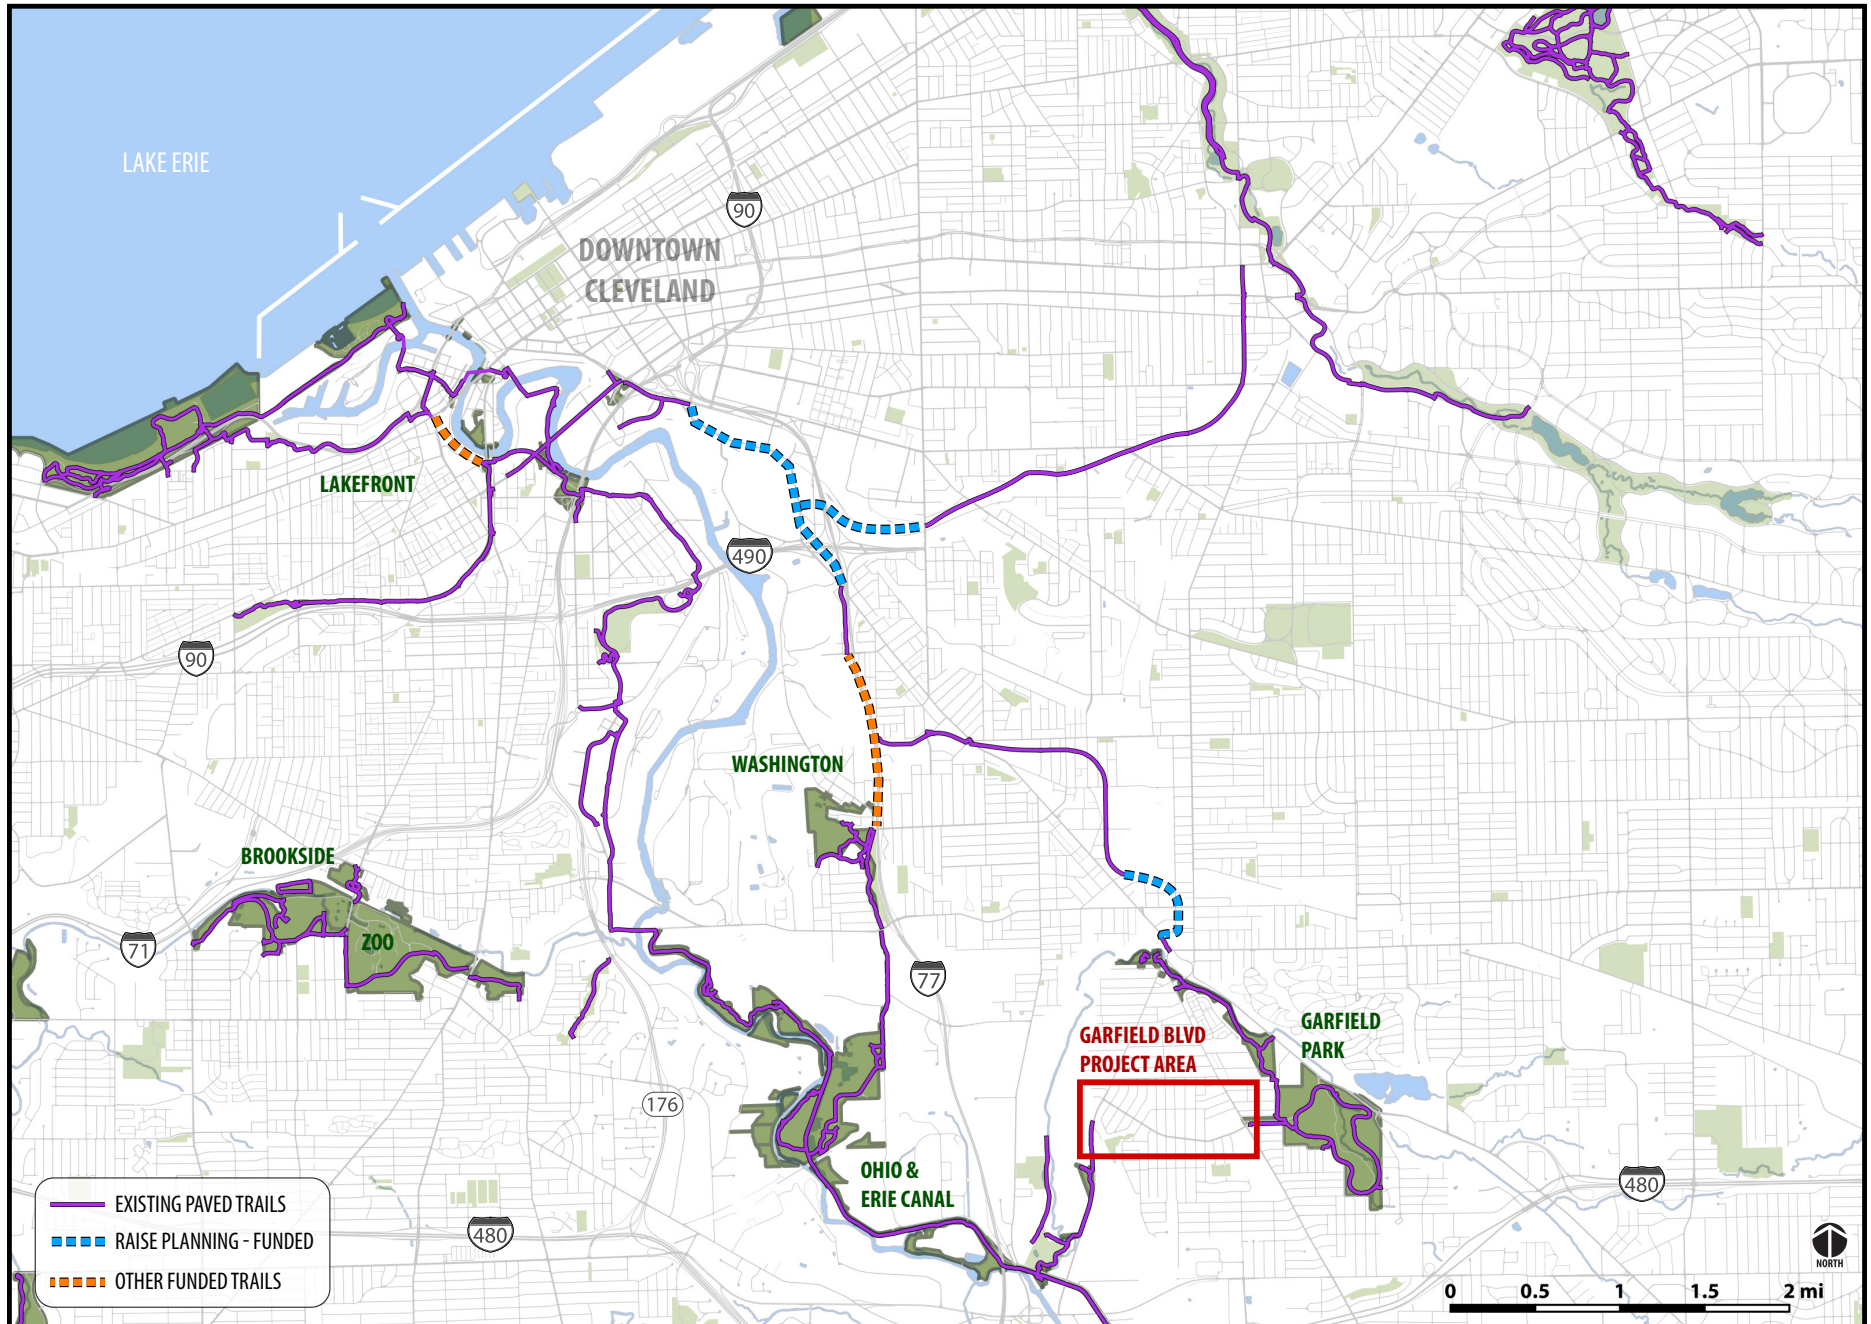 LAKE ERIE
90
DOWNTOWN
CLEVELAND
LAKEFRONT
490
90
WASHINGTON
BROOKSIDE
ZOO
71
77
GARFIELD BLVD
PROJECT AREA
GARFIELD
PARK
176
OHIO &
ERIE CANAL
480
480
EXISTING PAVED TRAILS
RAISE PLANNING - FUNDED
OTHER FUNDED TRAILS
NORTH
0 0.5 1 1.5 2 mi